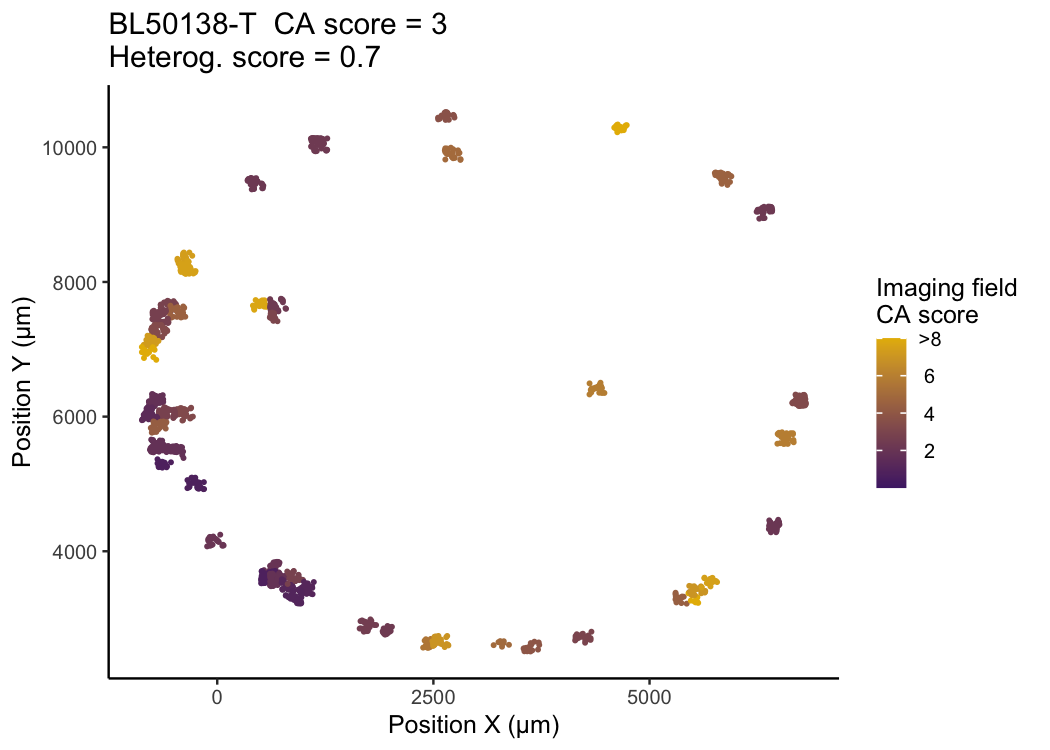 BL50138-T  CA score = 3
Heterog. score = 0.7
10000
8000
6000
4000
Position Y (µm)
0
2500
5000
Position X (µm)
Imaging field
CA score
>8
6
4
2